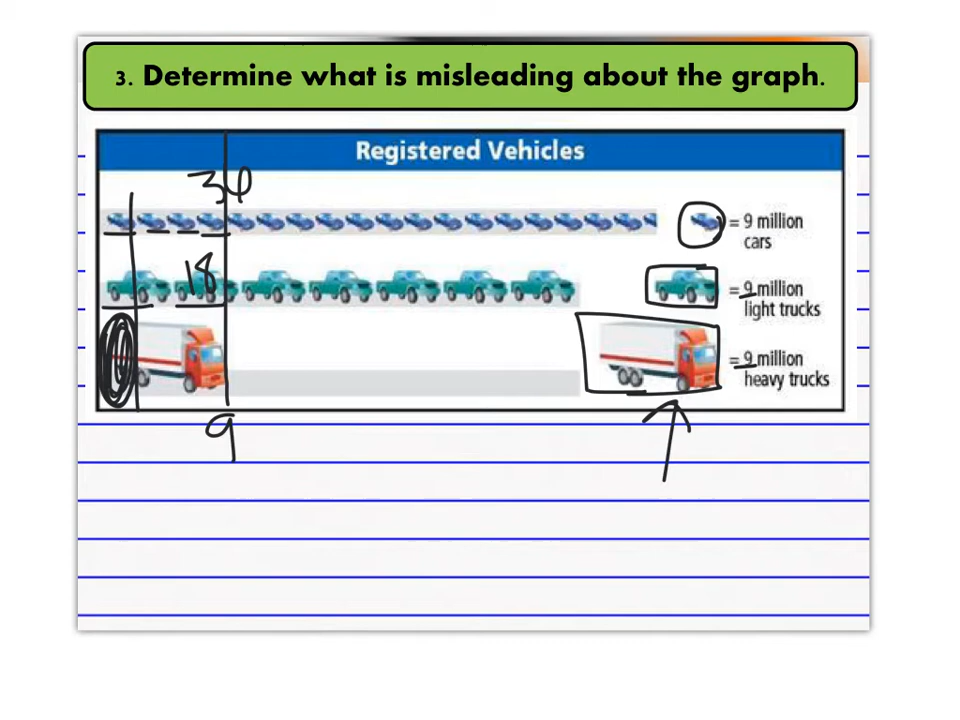 3. Determine what is misleading about the graph.
Registered Vehicles
36
= 9 million
cars
18
= 9 million
light trucks
= 9 million
heavy trucks
9